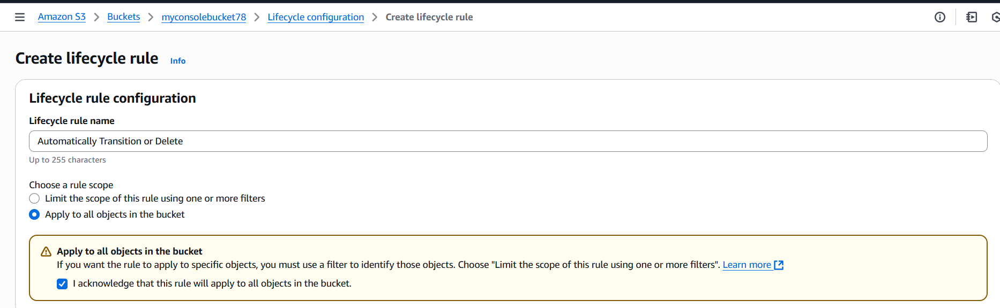 Amazon S3 > Buckets > myconsolebucket78 > Lifecycle configuration > Create lifecycle rule
Create lifecycle rule Info
Lifecycle rule configuration
Lifecycle rule name
Automatically Transition or Delete
Up to 255 characters
Choose a rule scope
Limit the scope of this rule using one or more filters
Apply to all objects in the bucket
Apply to all objects in the bucket
If you want the rule to apply to specific objects, you must use a filter to identify those objects. Choose "Limit the scope of this rule using one or more filters". Learn more
I acknowledge that this rule will apply to all objects in the bucket.